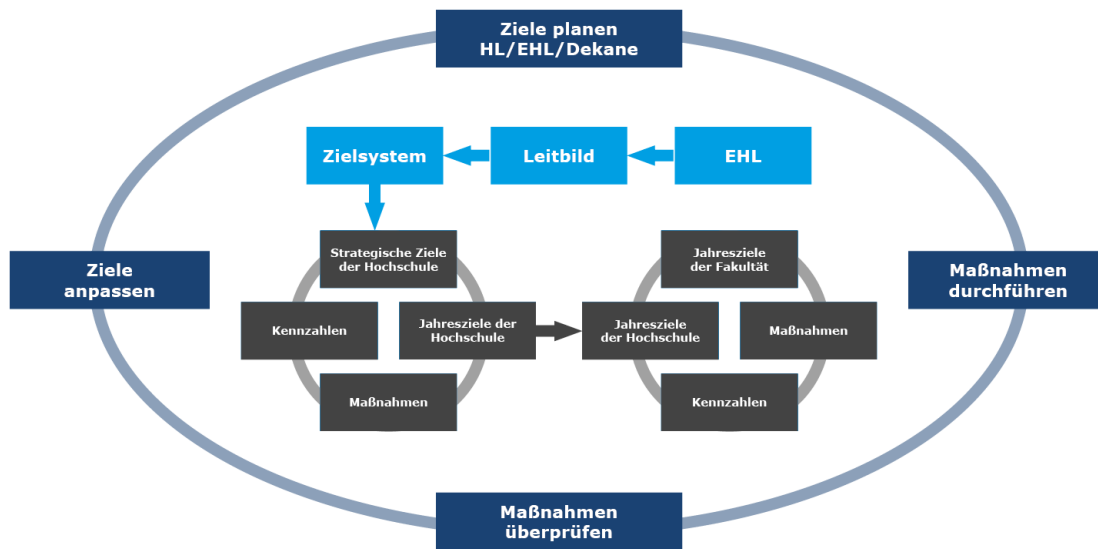 Ziele planen
HL/EHL/Dekane
Zielsystem
Leitbild
EHL
Strategische Ziele
der Hochschule
Jahresziele
der Fakultät
Ziele
anpassen
Maßnahmen
durchführen
Kennzahlen
Jahresziele der
Hochschule
Jahresziele
der Hochschule
Maßnahmen
Maßnahmen
Kennzahlen
Maßnahmen
überprüfen